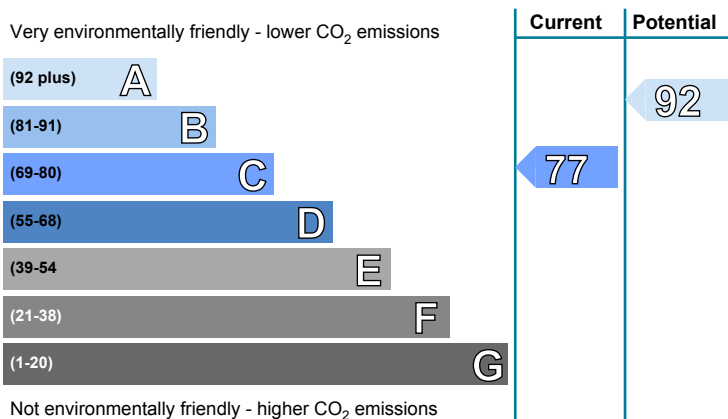 Current Potential
Very environmentally friendly - lower CO2 emissions
(92 plus) A
92
(81-91) B
(69-80) C 77
(55-68) D
(39-54 E
(21-38) F
(1-20) G
Not environmentally friendly - higher CO2 emissions